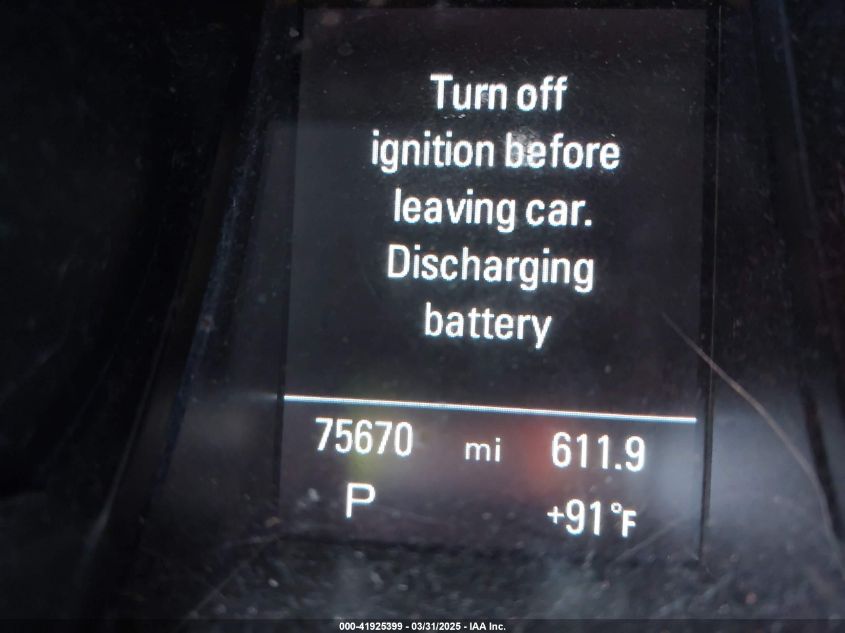 Turn off
ignition before
leaving car.
Discharging
battery
75670 mi 611.9
P +91°F
000-41925399 - 03/31/2025 - IAA Inc.